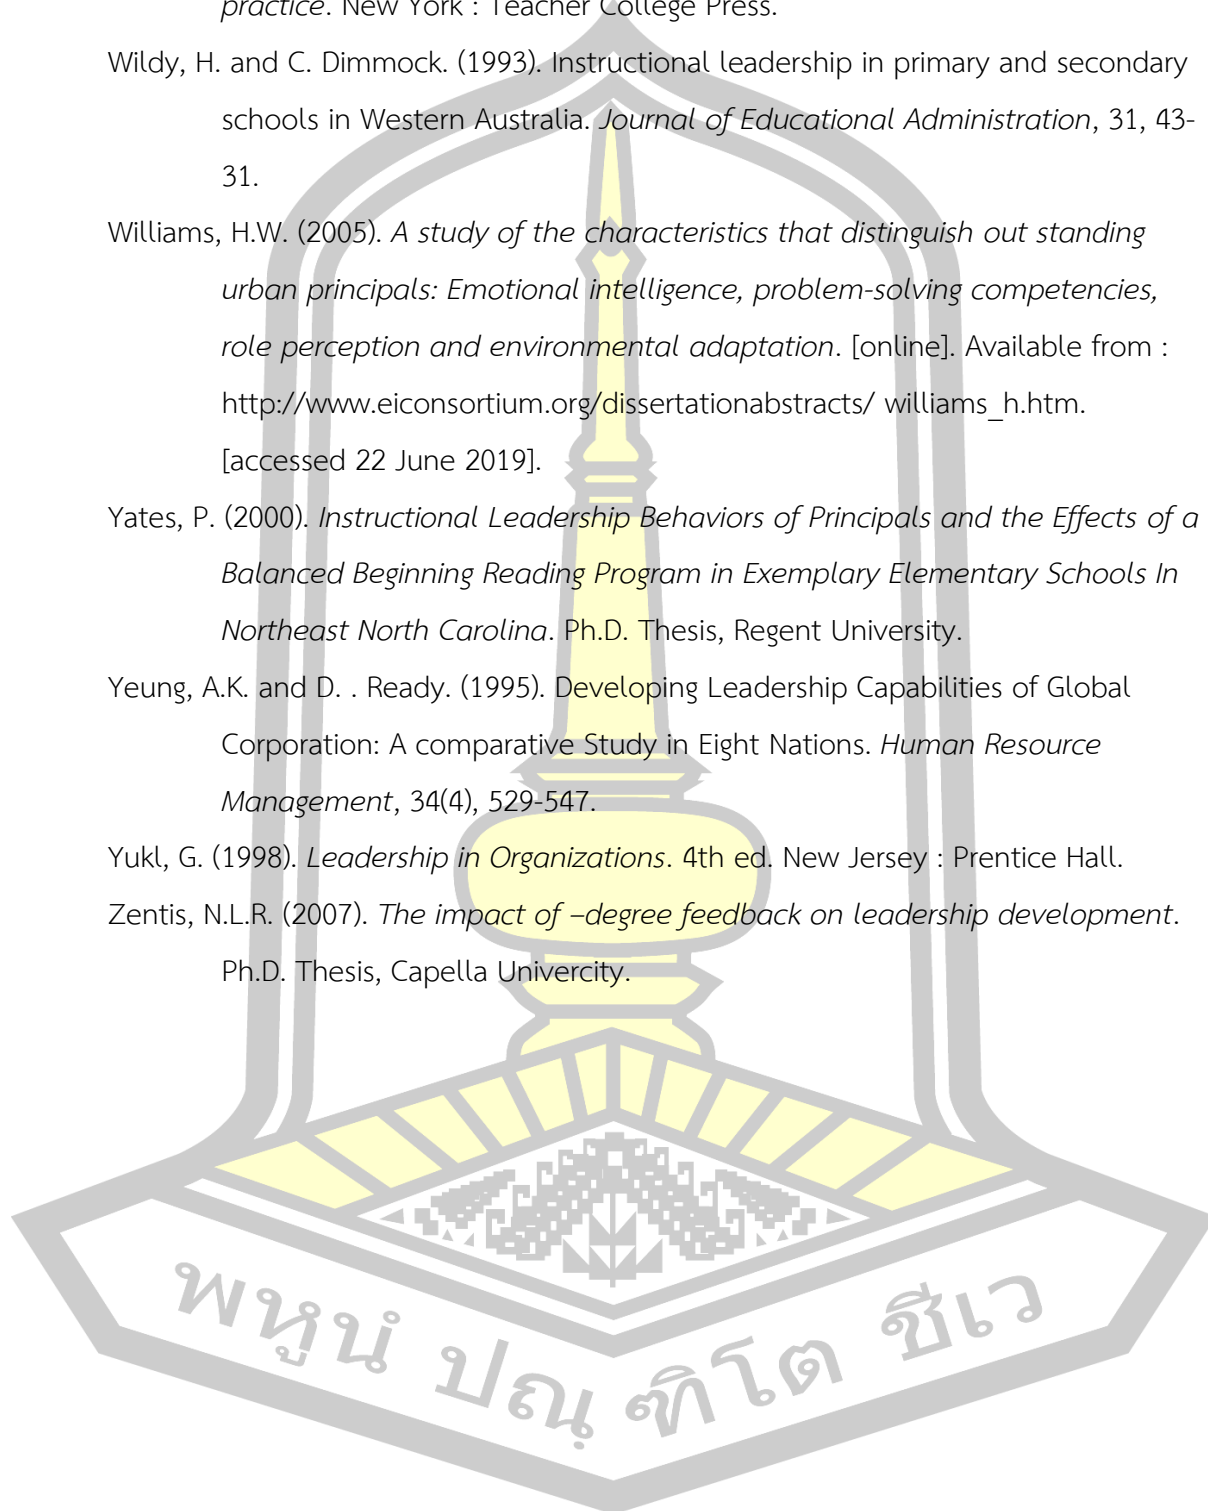 practice. New York : Teacher College Press.
Wildy, H. and C. Dimmock. (1993). Instructional leadership in primary and secondary
schools in Western Australia. Journal of Educational Administration, 31, 43-
31.
Williams, H.W. (2005). A study of the characteristics that distinguish out standing
urban principals: Emotional intelligence, problem-solving competencies,
role perception and environmental adaptation. [online]. Available from :
http://www.eiconsortium.org/dissertationabstracts/ williams_h.htm.
[accessed 22 June 2019].
Yates, P. (2000). Instructional Leadership Behaviors of Principals and the Effects of a
Balanced Beginning Reading Program in Exemplary Elementary Schools In
Northeast North Carolina. Ph.D. Thesis, Regent University.
Yeung, A.K. and D. . Ready. (1995). Developing Leadership Capabilities of Global
Corporation: A comparative Study in Eight Nations. Human Resource
Management, 34(4), 529-547.
Yukl, G. (1998). Leadership in Organizations. 4th ed. New Jersey : Prentice Hall.
Zentis, N.L.R. (2007). The impact of –degree feedback on leadership development.
Ph.D. Thesis, Capella Univercity.
พหูนํ ปณฺฑิโต ชีเว